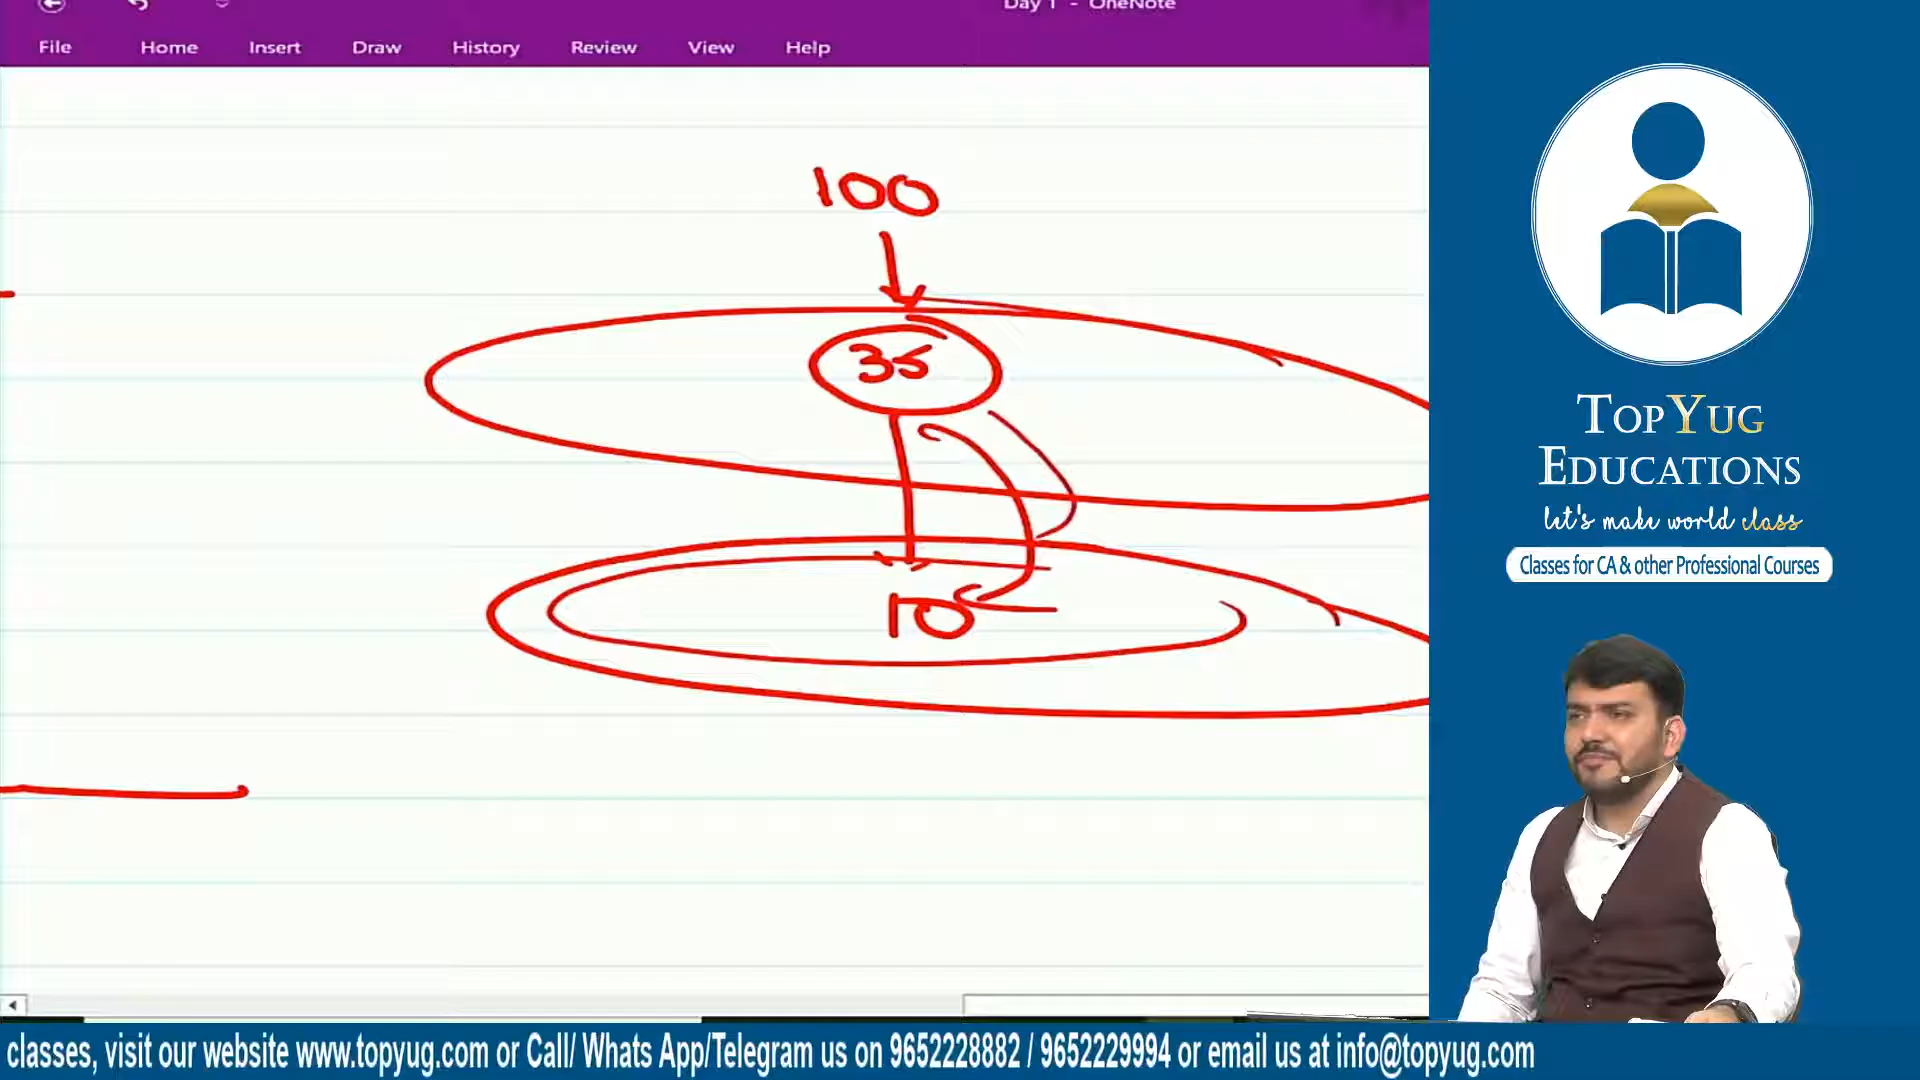 Day 1 - OneNote
File Home Insert Draw History Review View Help
100
35
10
TOPYUG
EDUCATIONS
let's make world class
Classes for CA & other Professional Courses
classes, visit our website www.topyug.com or Call/ Whats App/Telegram us on 9652228882 / 9652229994 or email us at info@topyug.com